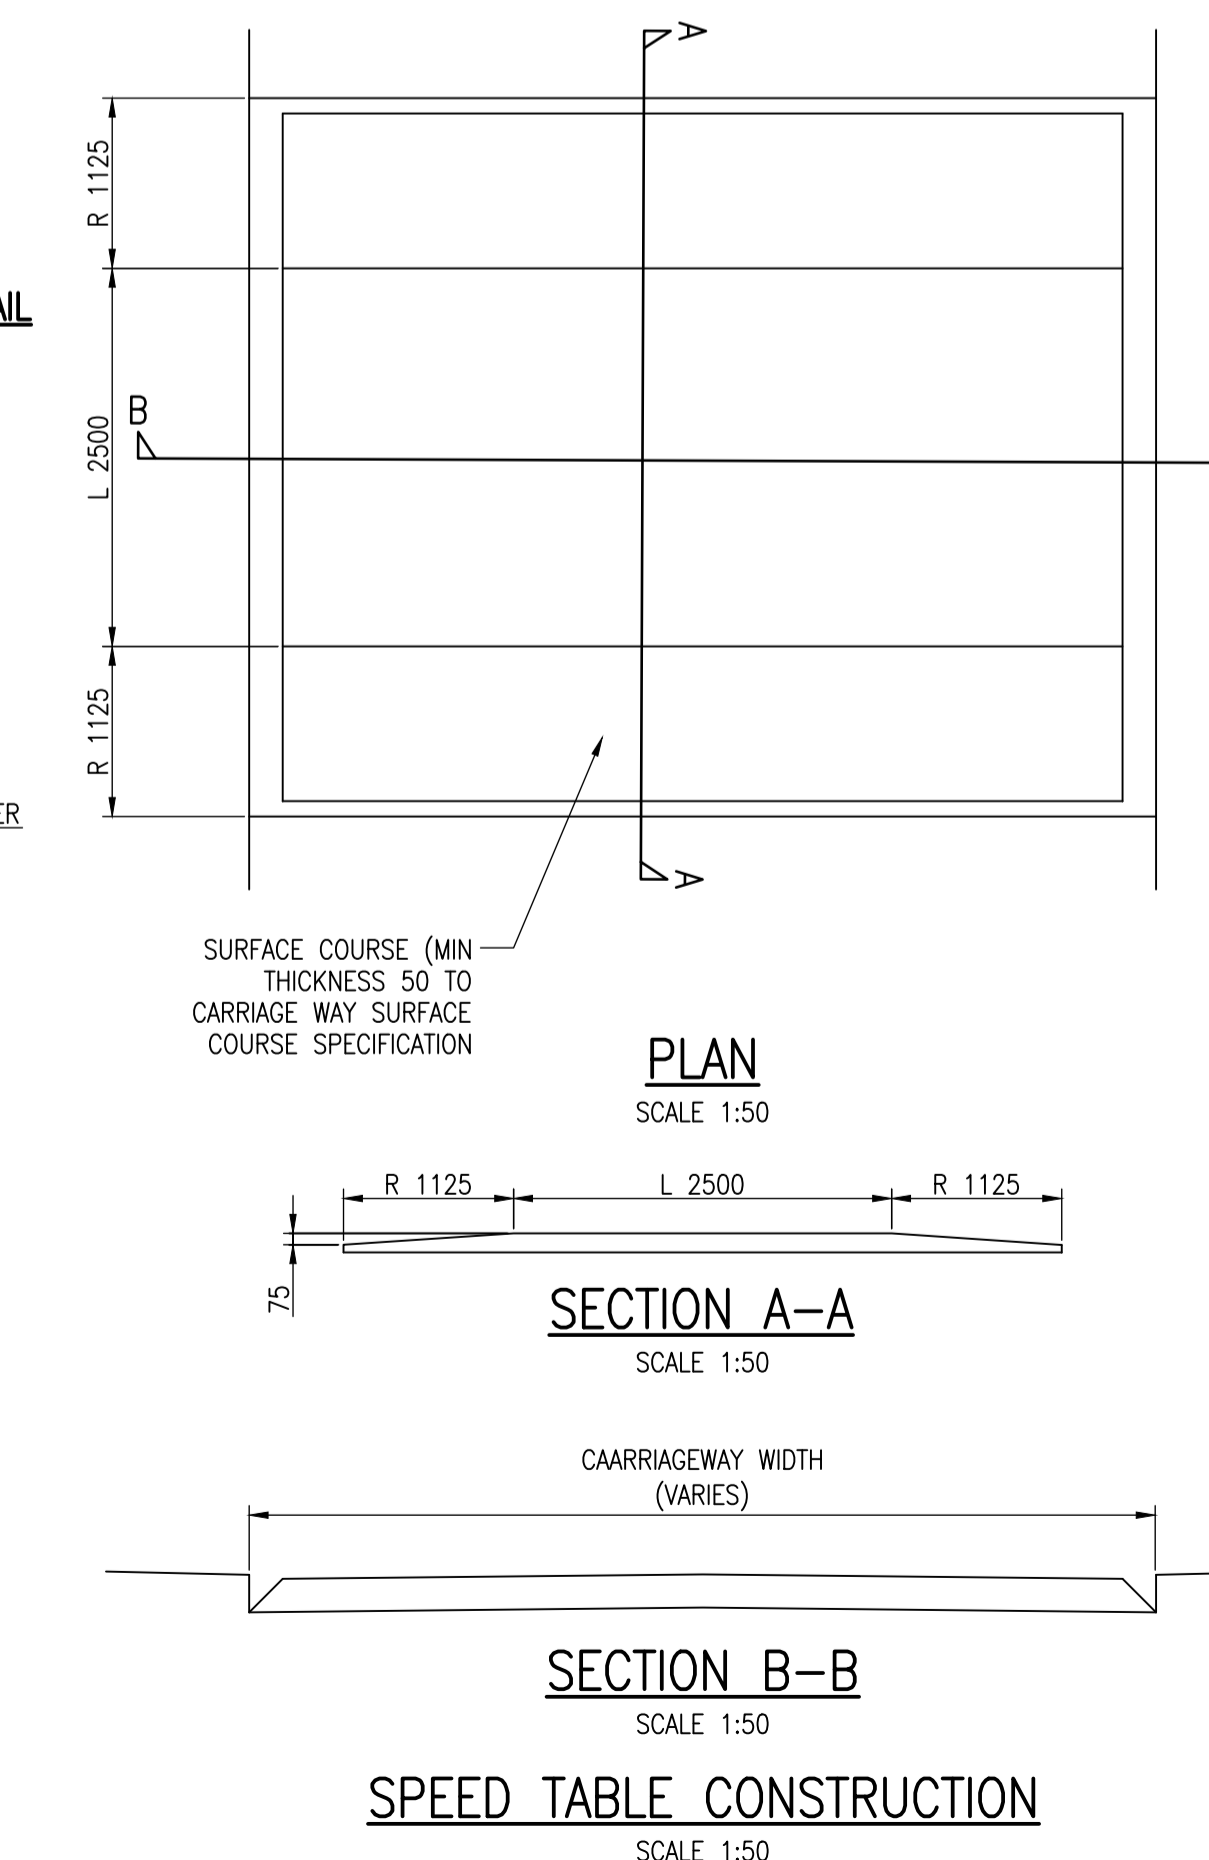 A
R 1125
AIL
B
L 2500
R 1125
ER
A
SURFACE COURSE (MIN
THICKNESS 50 TO
CARRIAGE WAY SURFACE
COURSE SPECIFICATION
PLAN
SCALE 1:50
R 1125
L 2500
R 1125
75
SECTION A-A
SCALE 1:50
CAARRIAGEWAY WIDTH
(VARIES)
SECTION B-B
SCALE 1:50
SPEED TABLE CONSTRUCTION
SCALE 1:50